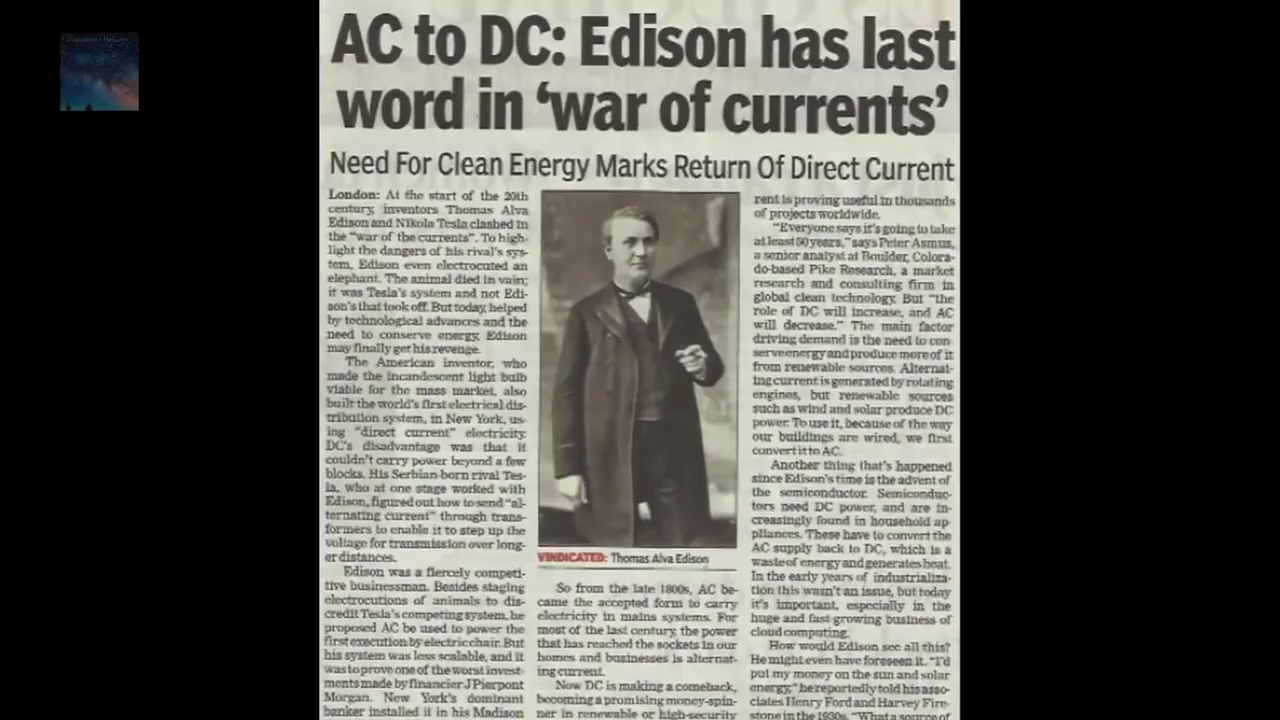 AC to DC: Edison has last
word in ‘war of currents’
Need For Clean Energy Marks Return Of Direct Current
London: At the start of the 20th
century, inventors Thomas Alva
Edison and Nikola Tesla clashed in
the “war of the currents”. To high-
light the dangers of his rival’s sys-
tem, Edison even electrocuted an
elephant. The animal died in vain;
it was Tesla’s system and not Edi-
son’s that took off. But today, helped
by technological advances and the
need to conserve energy, Edison
may finally get his revenge.
The American inventor, who
made the incandescent light bulb
viable for the mass market, also
built the world’s first electrical dis-
tribution system, in New York, us-
ing “direct current” electricity.
DC’s disadvantage was that it
couldn’t carry power beyond a few
blocks. His Serbian-born rival Tes-
la, who at one stage worked with
Edison, figured out how to send “al-
ternating current” through trans-
formers to enable it to step up the
voltage for transmission over long-
er distances.
Edison was a fiercely competi-
tive businessman. Besides staging
electrocutions of animals to dis-
credit Tesla’s competing system, he
proposed AC be used to power the
first execution by electric chair. But
his system was less scalable, and it
was to prove one of the worst invest-
ments made by financier J Pierpont
Morgan. New York’s dominant
banker installed it in his Madison
VINDICATED: Thomas Alva Edison
So from the late 1800s, AC be-
came the accepted form to carry
electricity in mains systems. For
most of the last century, the power
that has reached the sockets in our
homes and businesses is alternat-
ing current.
Now DC is making a comeback,
becoming a promising money-spin-
ner in renewable or high-security
rent is proving useful in thousands
of projects worldwide.
“Everyone says it’s going to take
at least 50 years,” says Peter Asmus,
a senior analyst at Boulder, Colora-
do-based Pike Research, a market
research and consulting firm in
global clean technology. But “the
role of DC will increase, and AC
will decrease.” The main factor
driving demand is the need to con-
serve energy and produce more of it
from renewable sources. Alternat-
ing current is generated by rotating
engines, but renewable sources
such as wind and solar produce DC
power. To use it, because of the way
our buildings are wired, we first
convert it to AC.
Another thing that’s happened
since Edison’s time is the advent of
the semiconductor. Semiconduc-
tors need DC power, and are in-
creasingly found in household ap-
pliances. These have to convert the
AC supply back to DC, which is a
waste of energy and generates heat.
In the early years of industrializa-
tion this wasn’t an issue, but today
it’s important, especially in the
huge and fast-growing business of
cloud computing.
How would Edison see all this?
He might even have foreseen it. “I’d
put my money on the sun and solar
energy,” he reportedly told his asso-
ciates Henry Ford and Harvey Fire-
stone in the 1930s. “What a source of